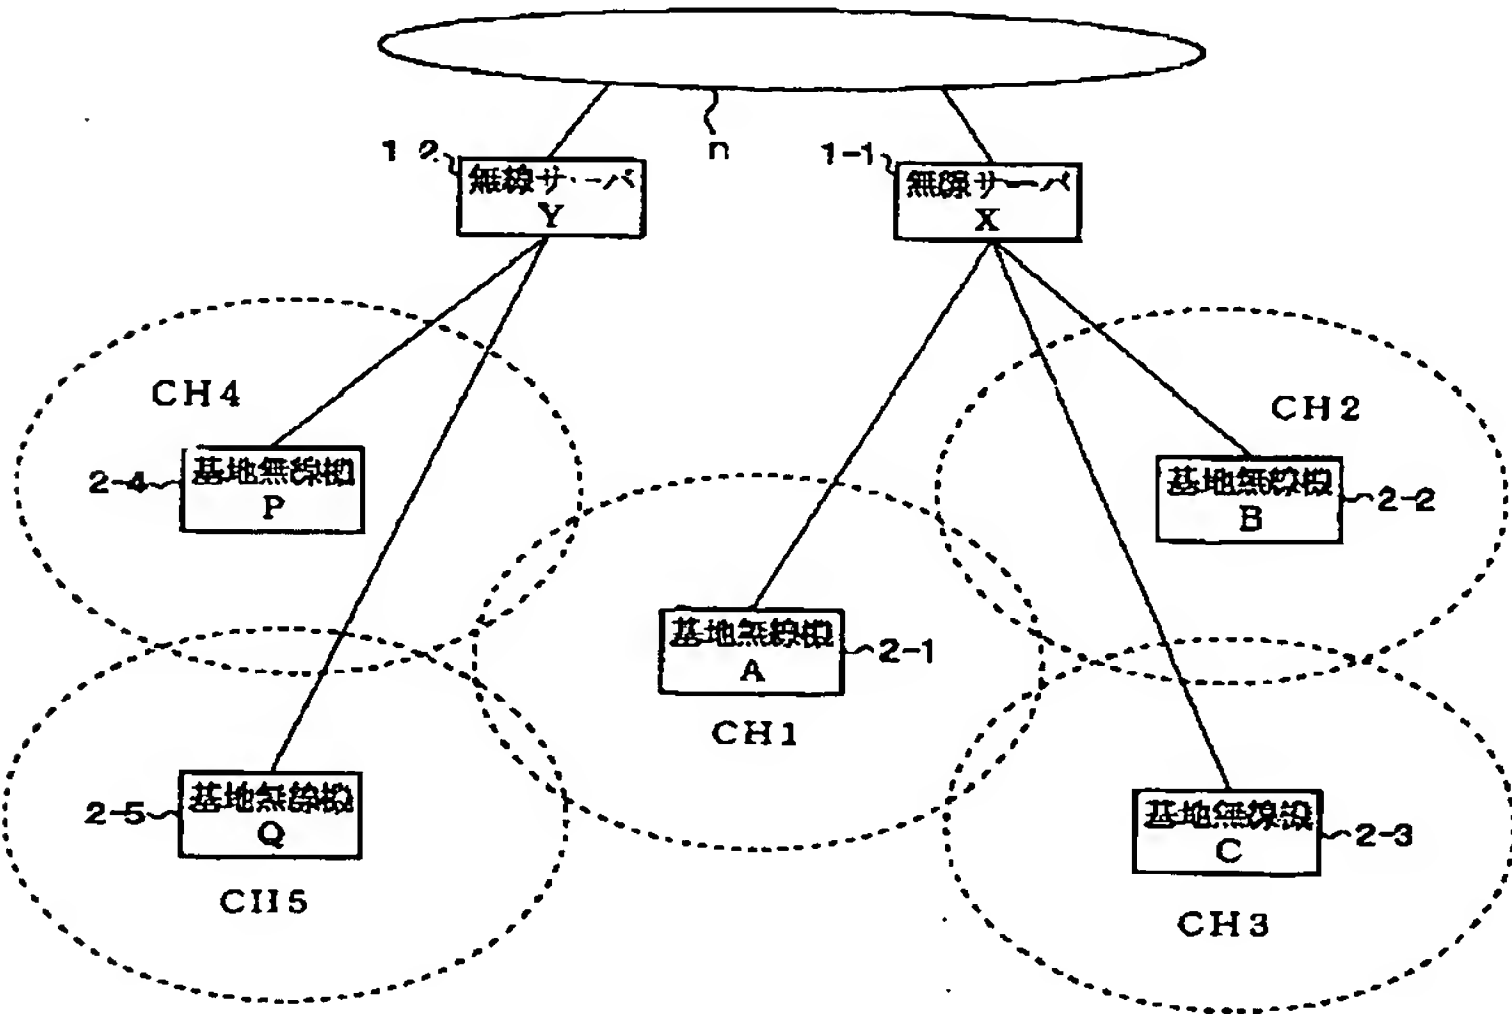 n
1-2
無線サーバ
Y
1-1
無線サーバ
X
CH4
CH2
2-4
基地無線機
P
基地無線機
B
2-2
基地無線機
A
2-1
CH1
2-5
基地無線機
Q
基地無線機
C
2-3
CH5
CH3